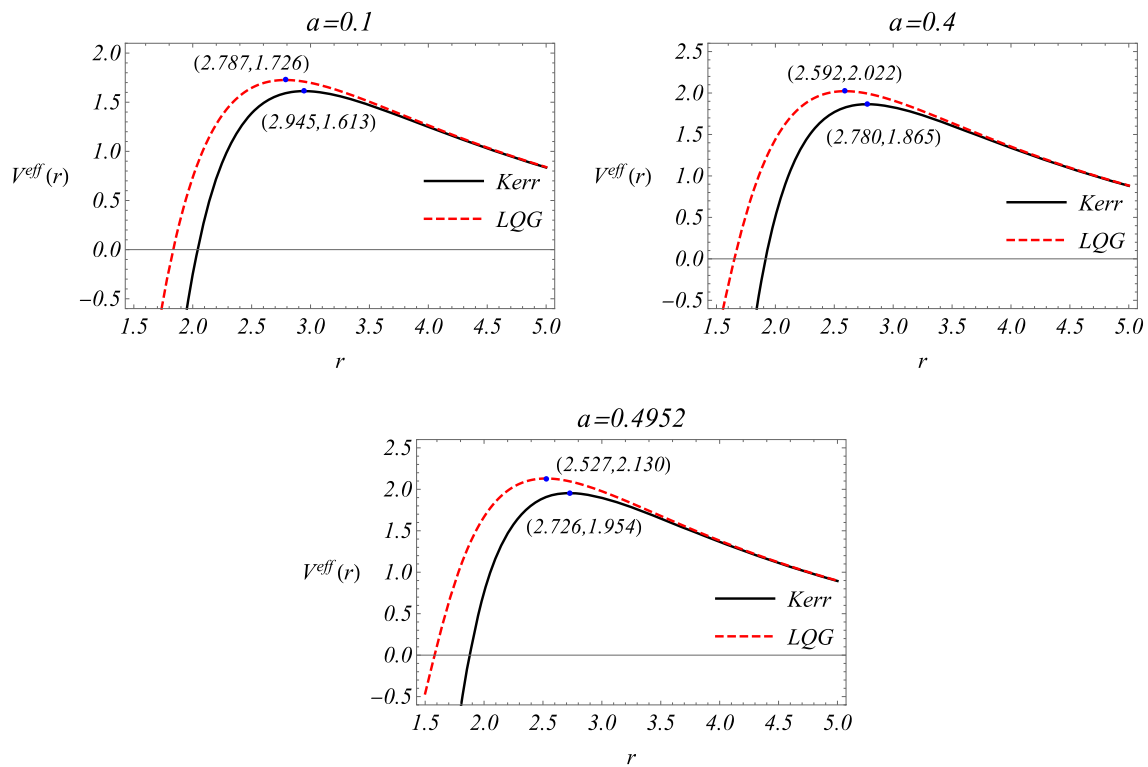 a=0.1
2.0
1.5
1.0
0.5
0.0
−0.5
V^eff(r)
(2.787,1.726)
(2.945,1.613)
Kerr
LQG
1.5 2.0 2.5 3.0 3.5 4.0 4.5 5.0
r
a=0.4
2.5
2.0
1.5
1.0
0.5
0.0
−0.5
V^eff(r)
(2.592,2.022)
(2.780,1.865)
Kerr
LQG
1.5 2.0 2.5 3.0 3.5 4.0 4.5 5.0
r
a=0.4952
2.5
2.0
1.5
1.0
0.5
0.0
−0.5
V^eff(r)
(2.527,2.130)
(2.726,1.954)
Kerr
LQG
1.5 2.0 2.5 3.0 3.5 4.0 4.5 5.0
r